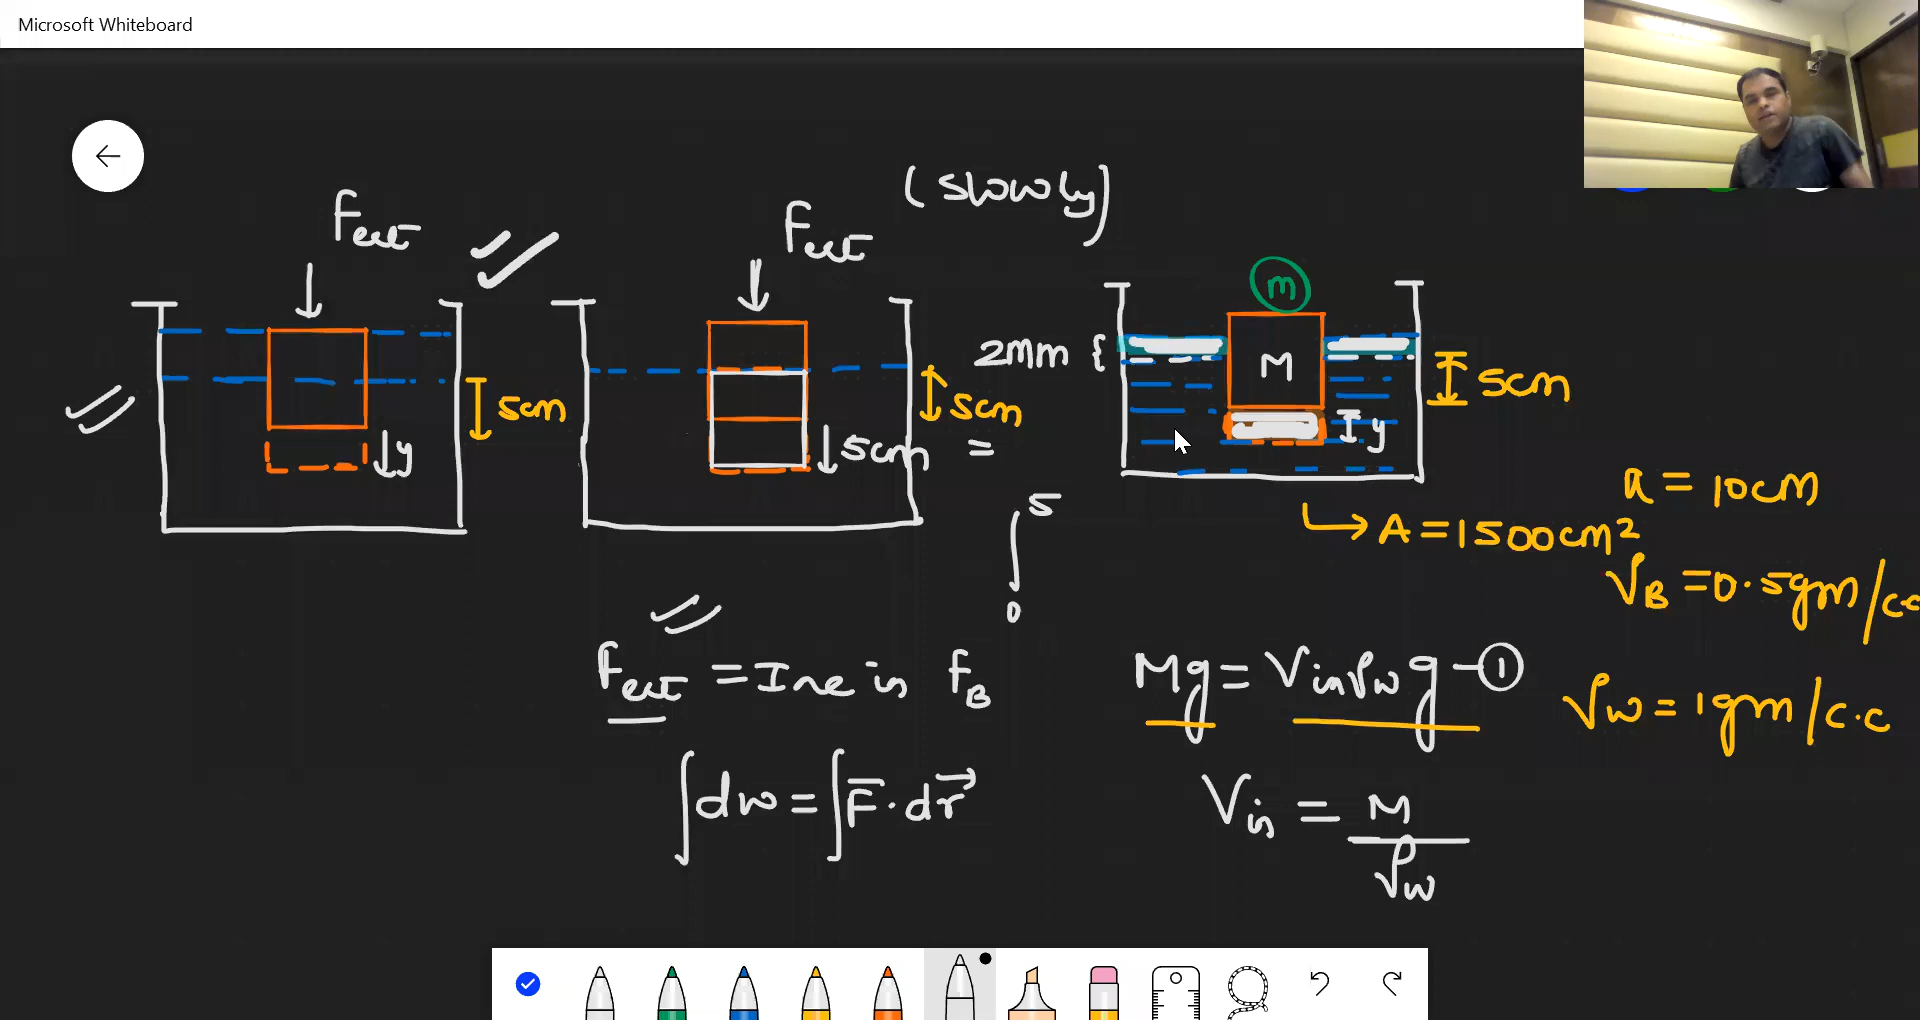 Microsoft Whiteboard
(slowly)
Fext
Fext
m
2mm {
M
5cm
5cm
5cm
↓y
↓5cm =
y
a = 10cm
∫ 5 0
↳ A = 1500cm²
ρB = 0.5gm/cc
Fext = Inc in FB
Mg = Vin ρw g - ①
ρw = 1gm/c.c
∫dw = ∫F⃗·dr⃗
Vin = M/ρw